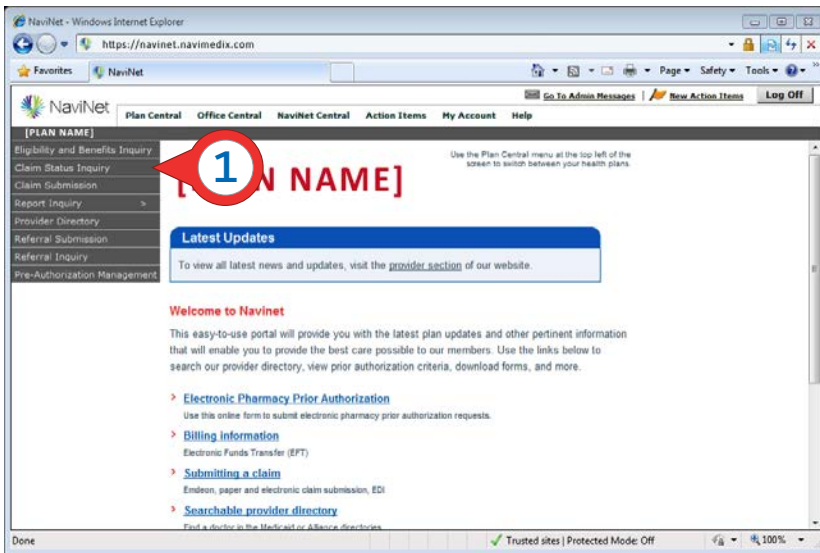 NaviNet - Windows Internet Explorer
https://navinet.navimedix.com
Favorites NaviNet Page Safety Tools
Go To Admin Messages | New Action Items Log Off
NaviNet
Plan Central Office Central NaviNet Central Action Items My Account Help
[PLAN NAME]
Eligibility and Benefits Inquiry
Claim Status Inquiry
Claim Submission
Report Inquiry >
Provider Directory
Referral Submission
Referral Inquiry
Pre-Authorization Management
1
Use the Plan Central menu at the top left of the
screen to switch between your health plans.
N NAME]
Latest Updates
To view all latest news and updates, visit the provider section of our website.
Welcome to Navinet
This easy-to-use portal will provide you with the latest plan updates and other pertinent information
that will enable you to provide the best care possible to our members. Use the links below to
search our provider directory, view prior authorization criteria, download forms, and more.
> Electronic Pharmacy Prior Authorization
Use this online form to submit electronic pharmacy prior authorization requests.
> Billing information
Electronic Funds Transfer (EFT)
> Submitting a claim
Emdeon, paper and electronic claim submission, EDI
> Searchable provider directory
Find a doctor in the Medicaid or Alliance directories
Done Trusted sites | Protected Mode: Off 100%